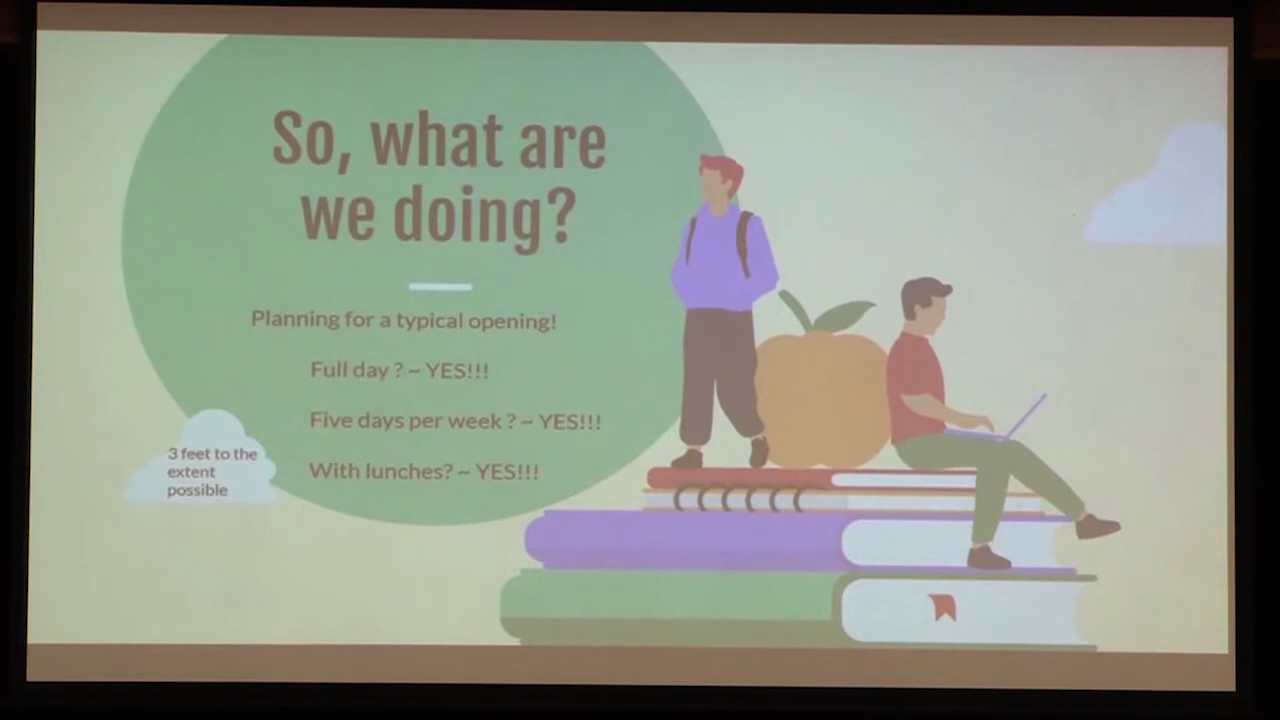 So, what are
we doing?
Planning for a typical opening!
Full day ? ~ YES!!!
Five days per week ? ~ YES!!!
With lunches? ~ YES!!!
3 feet to the
extent
possible